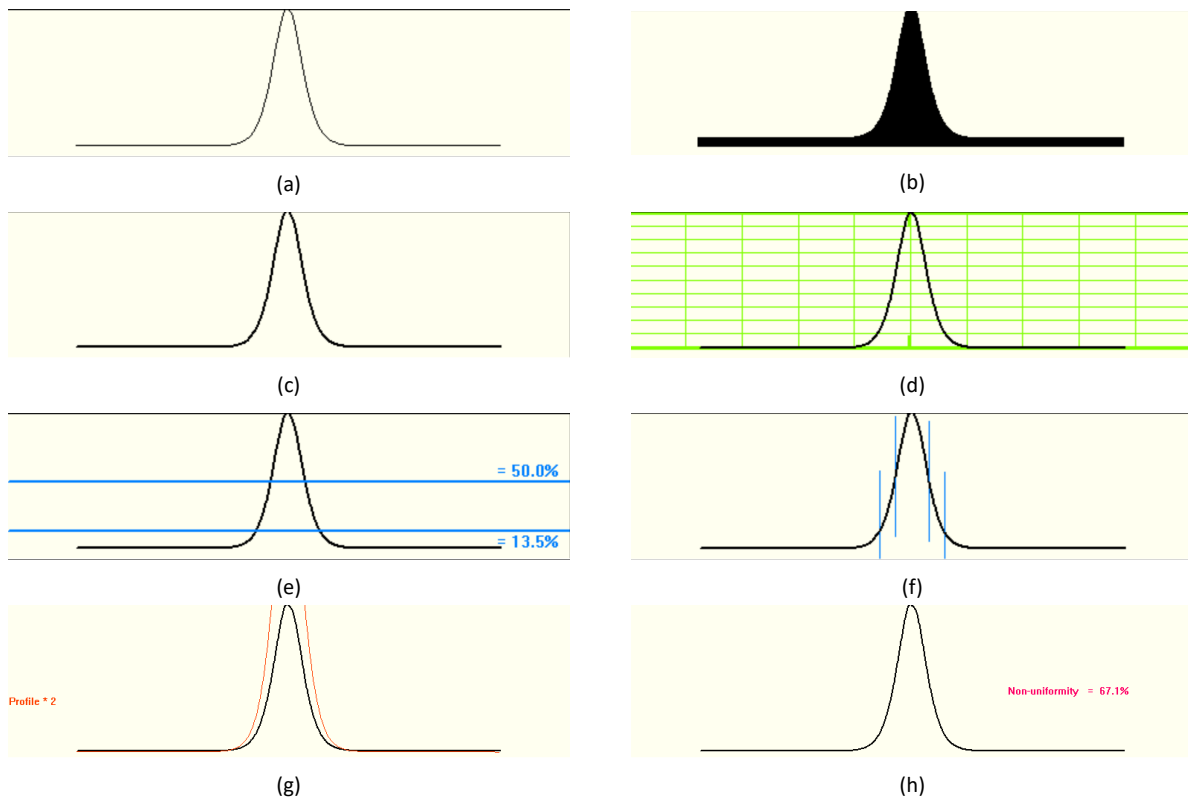 (a)
(b)
(c)
(d)
= 50.0%
= 13.5%
(e)
(f)
Profile * 2
(g)
Non-uniformity = 67.1%
(h)